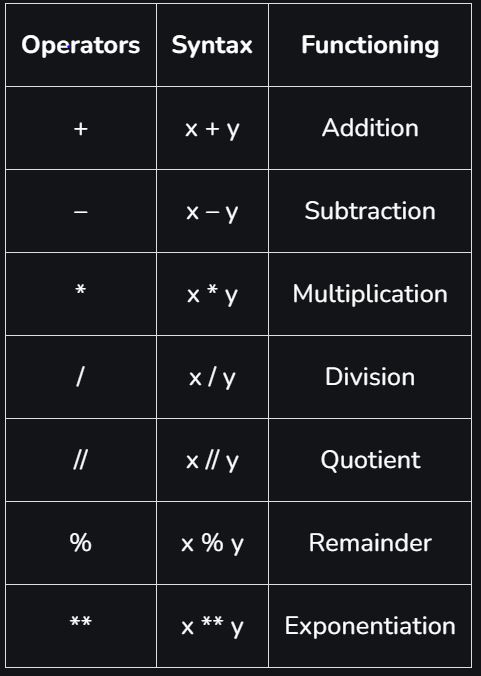 Operators Syntax Functioning
+ x + y Addition
– x – y Subtraction
* x * y Multiplication
/ x / y Division
// x // y Quotient
% x % y Remainder
** x ** y Exponentiation